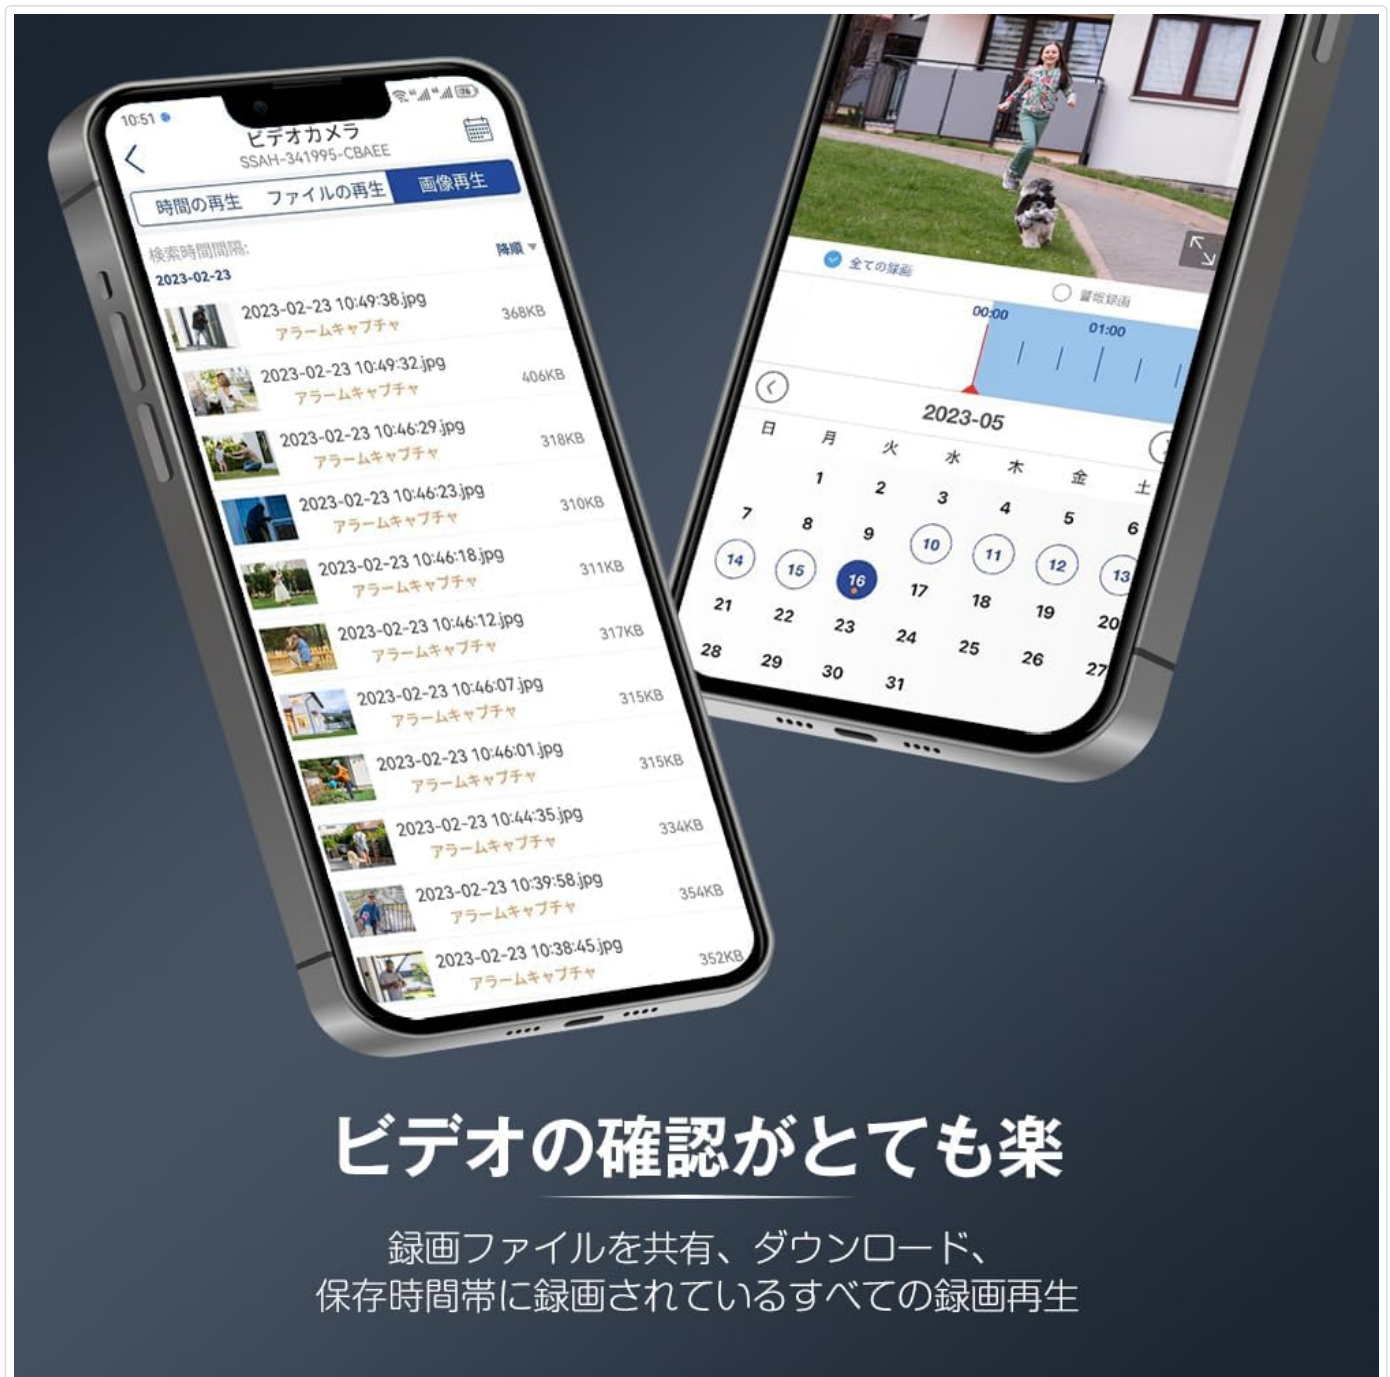 10:51
ビデオカメラ
SSAH-341995-CBAEE
時間の再生 ファイルの再生 画像再生
検索時間間隔:
降順
2023-02-23
2023-02-23 10:49:38.jpg
アラームキャプチャ
368KB
2023-02-23 10:49:32.jpg
アラームキャプチャ
406KB
2023-02-23 10:46:29.jpg
アラームキャプチャ
318KB
2023-02-23 10:46:23.jpg
アラームキャプチャ
310KB
2023-02-23 10:46:18.jpg
アラームキャプチャ
311KB
2023-02-23 10:46:12.jpg
アラームキャプチャ
317KB
2023-02-23 10:46:07.jpg
アラームキャプチャ
315KB
2023-02-23 10:46:01.jpg
アラームキャプチャ
315KB
2023-02-23 10:44:35.jpg
アラームキャプチャ
334KB
2023-02-23 10:39:58.jpg
アラームキャプチャ
354KB
2023-02-23 10:38:45.jpg
アラームキャプチャ
352KB
全ての録画
警報録画
00:00 01:00
2023-05
日 月 火 水 木 金 土
1 2 3 4 5 6
7 8 9 10 11 12 13
14 15 16 17 18 19 20
21 22 23 24 25 26 27
28 29 30 31
ビデオの確認がとても楽
録画ファイルを共有、ダウンロード、
保存時間帯に録画されているすべての録画再生